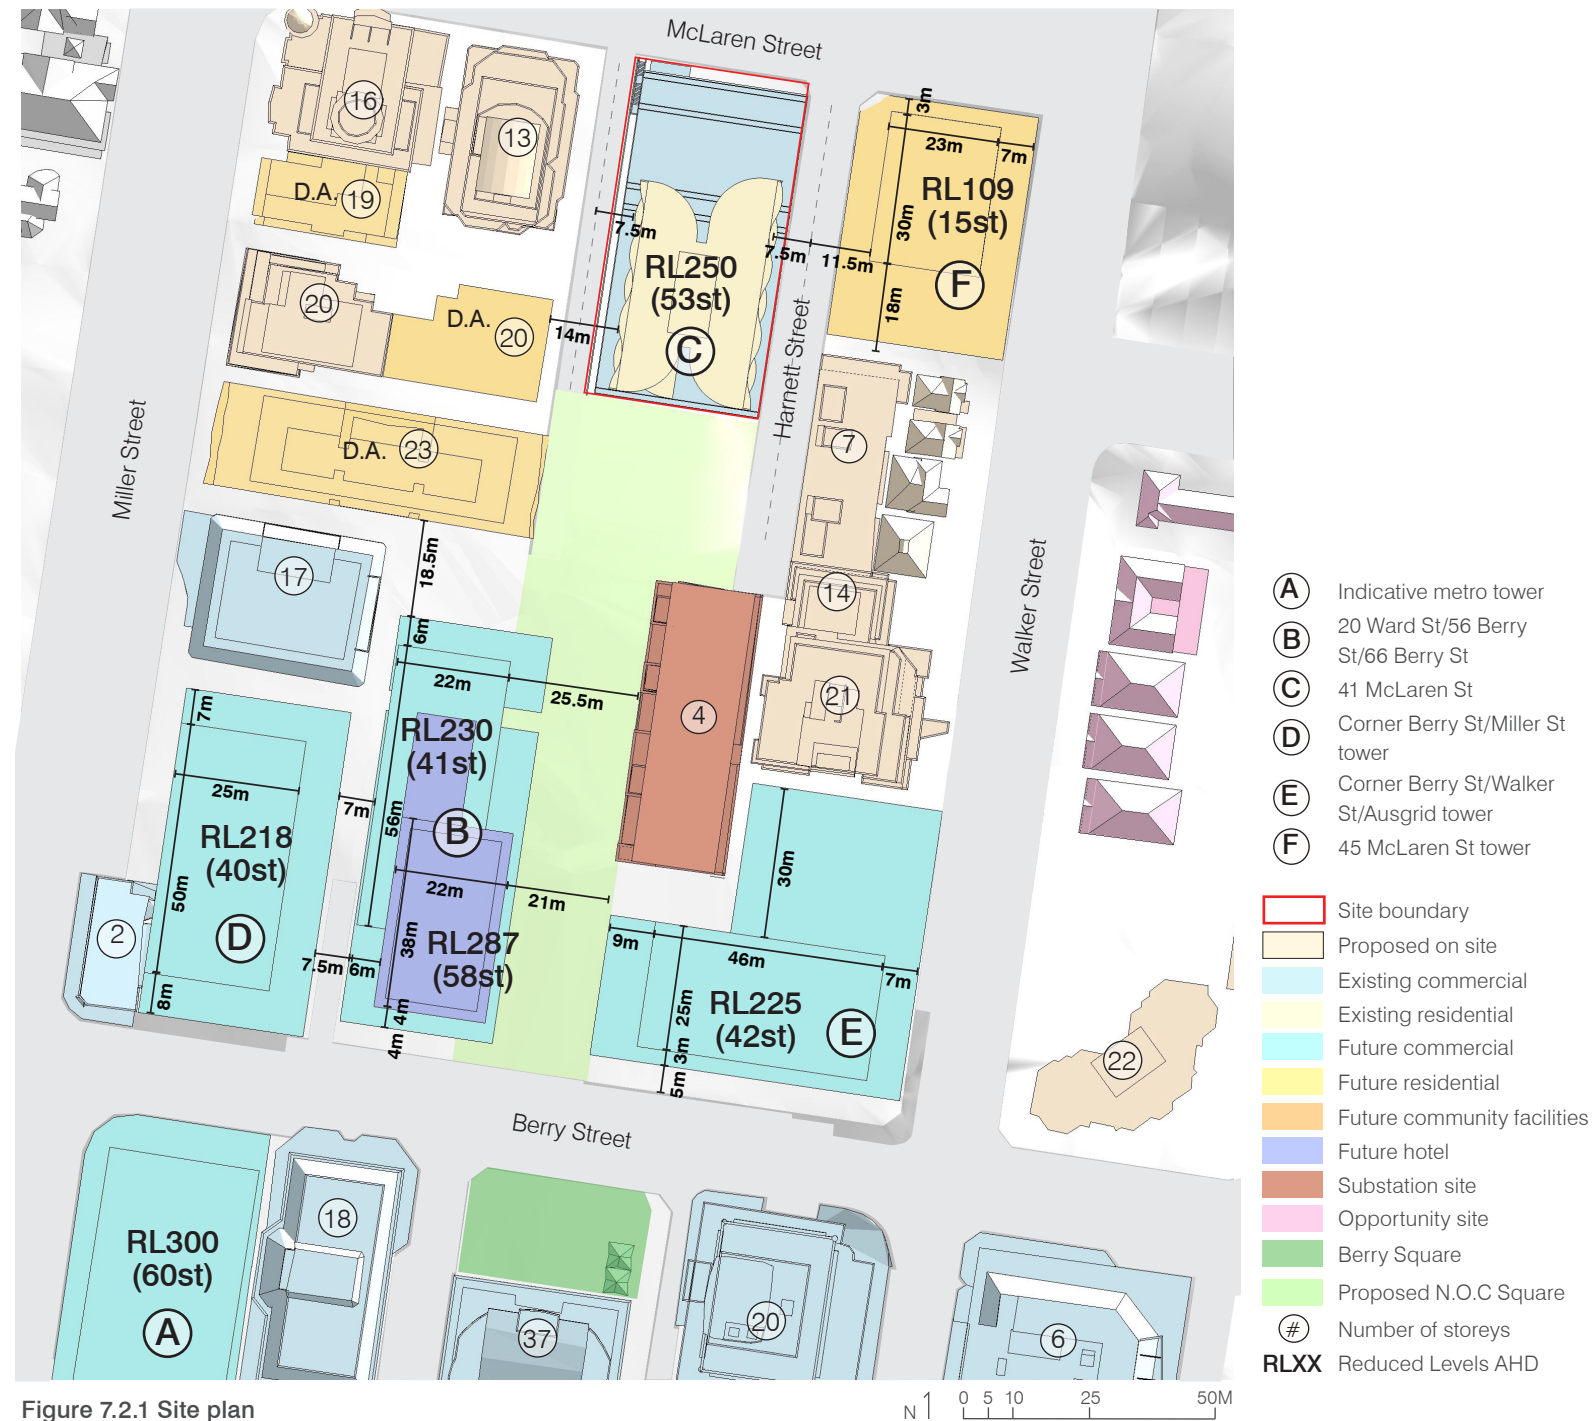 McLaren Street
16
13
3m
23m
7m
D.A. 19
RL109
(15st)
30m
7.5m
7.5m
11.5m
RL250
(53st)
F
20
D.A.
20
14m
C
18m
Harnett Street
Miller Street
D.A. 23
7
17
18.5m
14
Walker Street
6m
22m
25.5m
4
21
7m
RL230
(41st)
25m
7m
56m
B
RL218
(40st)
30m
50m
22m
21m
2
D
38m
RL287
(58st)
9m
46m
7m
7.5m
6m
8m
4m
4m
RL225
(42st)
25m
E
3m
5m
22
Berry Street
RL300
(60st)
A
18
37
20
6
A Indicative metro tower
B 20 Ward St/56 Berry
St/66 Berry St
C 41 McLaren St
D Corner Berry St/Miller St
tower
E Corner Berry St/Walker
St/Ausgrid tower
F 45 McLaren St tower
Site boundary
Proposed on site
Existing commercial
Existing residential
Future commercial
Future residential
Future community facilities
Future hotel
Substation site
Opportunity site
Berry Square
Proposed N.O.C Square
# Number of storeys
RLXX Reduced Levels AHD
Figure 7.2.1 Site plan
N
0 5 10 25 50M